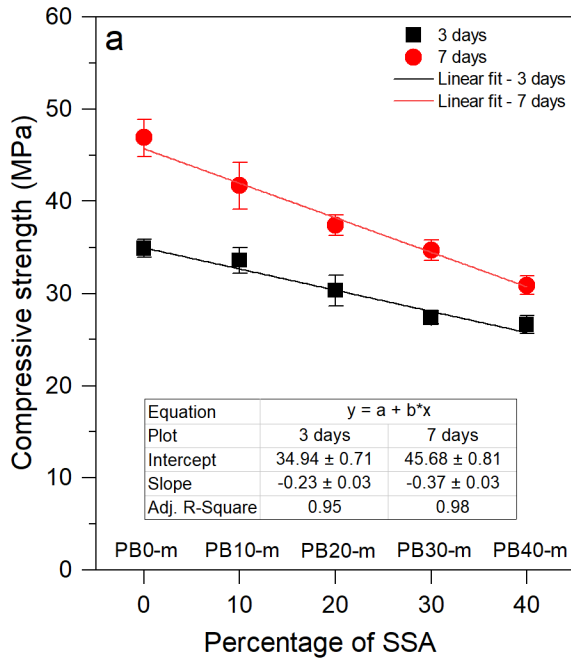 a
3 days
7 days
Linear fit - 3 days
Linear fit - 7 days
Compressive strength (MPa)
60
50
40
30
20
10
0
Equation y = a + b*x
Plot 3 days 7 days
Intercept 34.94 ± 0.71 45.68 ± 0.81
Slope -0.23 ± 0.03 -0.37 ± 0.03
Adj. R-Square 0.95 0.98
PB0-m PB10-m PB20-m PB30-m PB40-m
0 10 20 30 40
Percentage of SSA